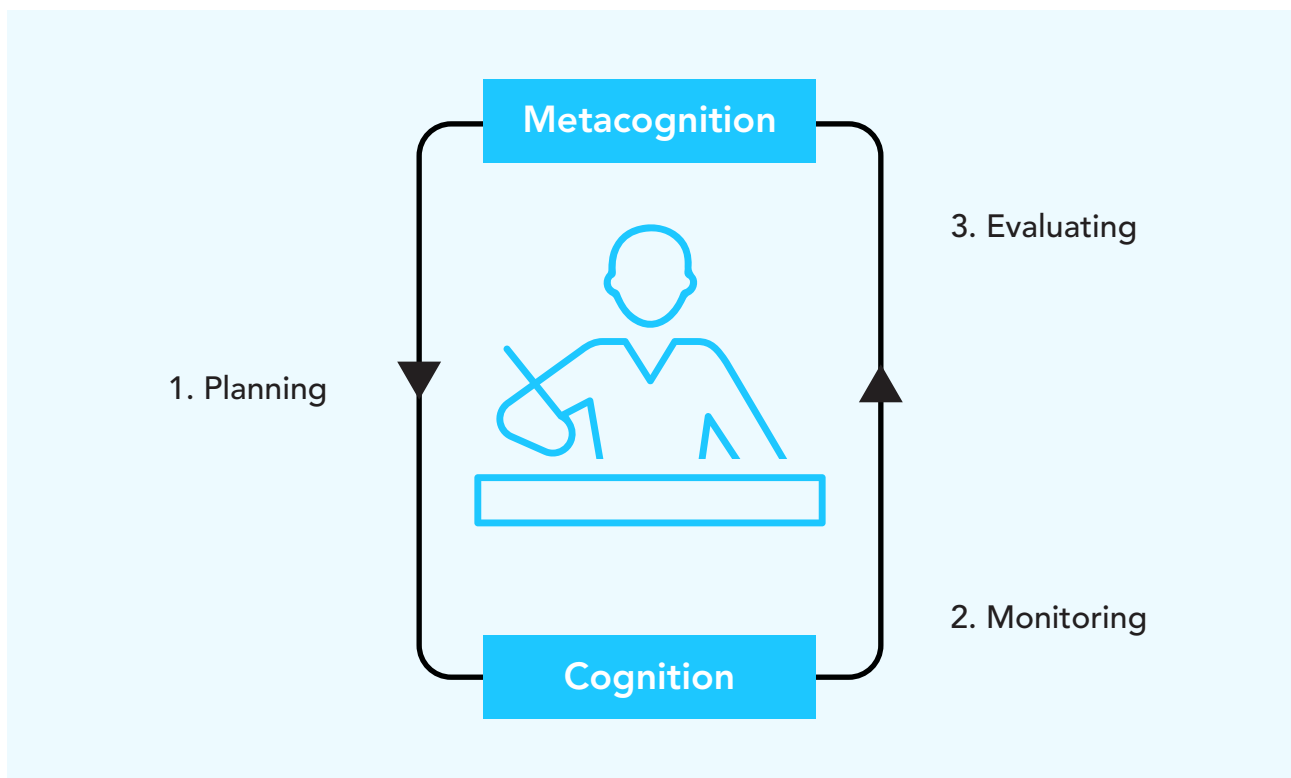 Metacognition
3. Evaluating
1. Planning
2. Monitoring
Cognition